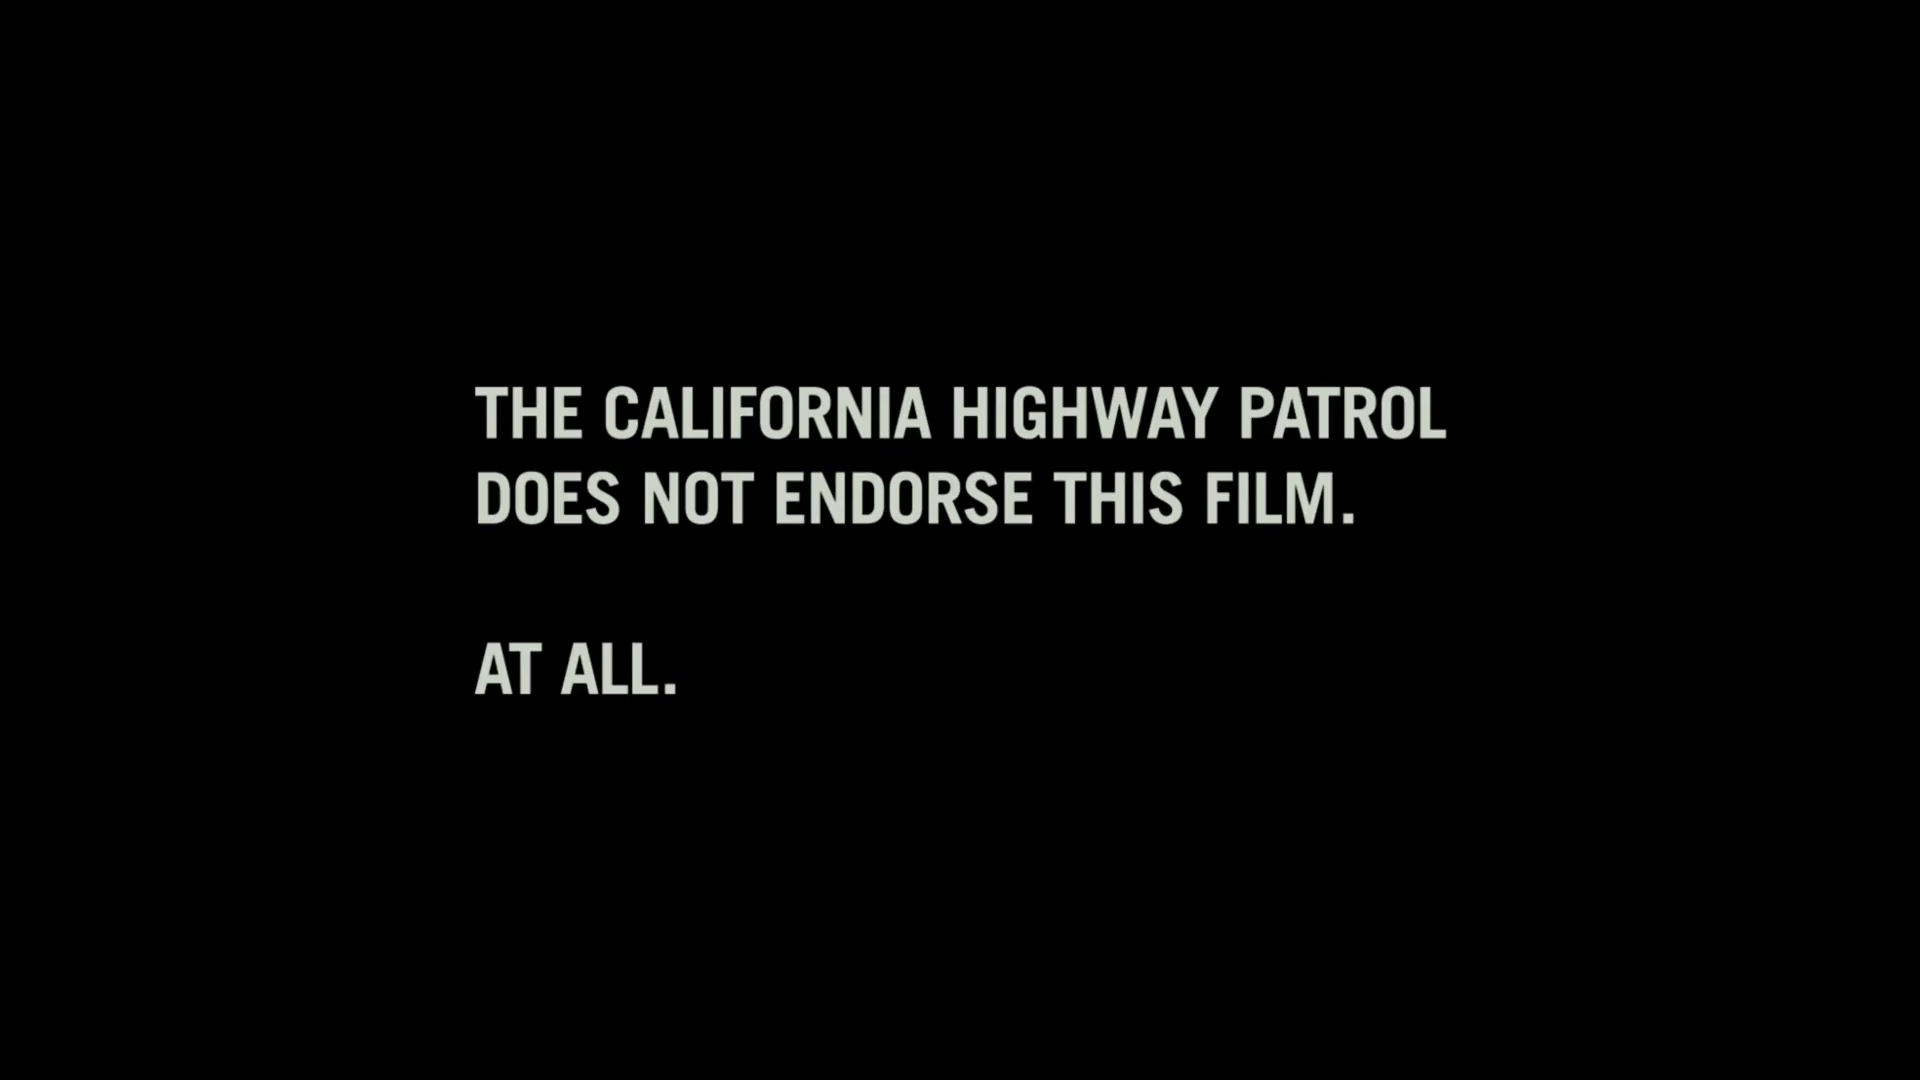 THE CALIFORNIA HIGHWAY PATROL
DOES NOT ENDORSE THIS FILM.
AT ALL.